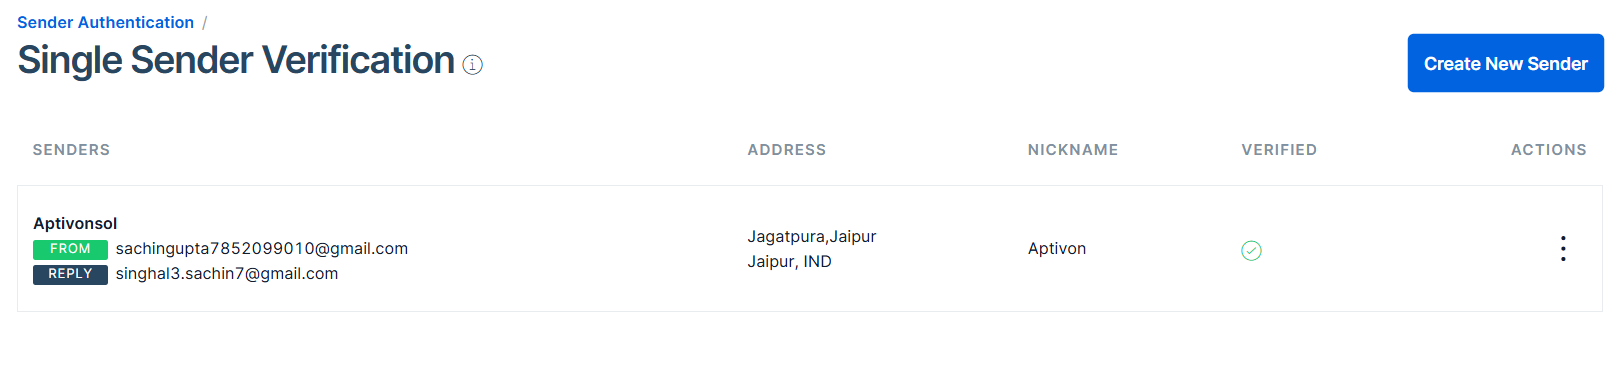 Sender Authentication /
Single Sender Verification
Create New Sender
SENDERS ADDRESS NICKNAME VERIFIED ACTIONS
Aptivonsol
FROM sachingupta7852099010@gmail.com
REPLY singhal3.sachin7@gmail.com
Jagatpura,Jaipur
Jaipur, IND
Aptivon